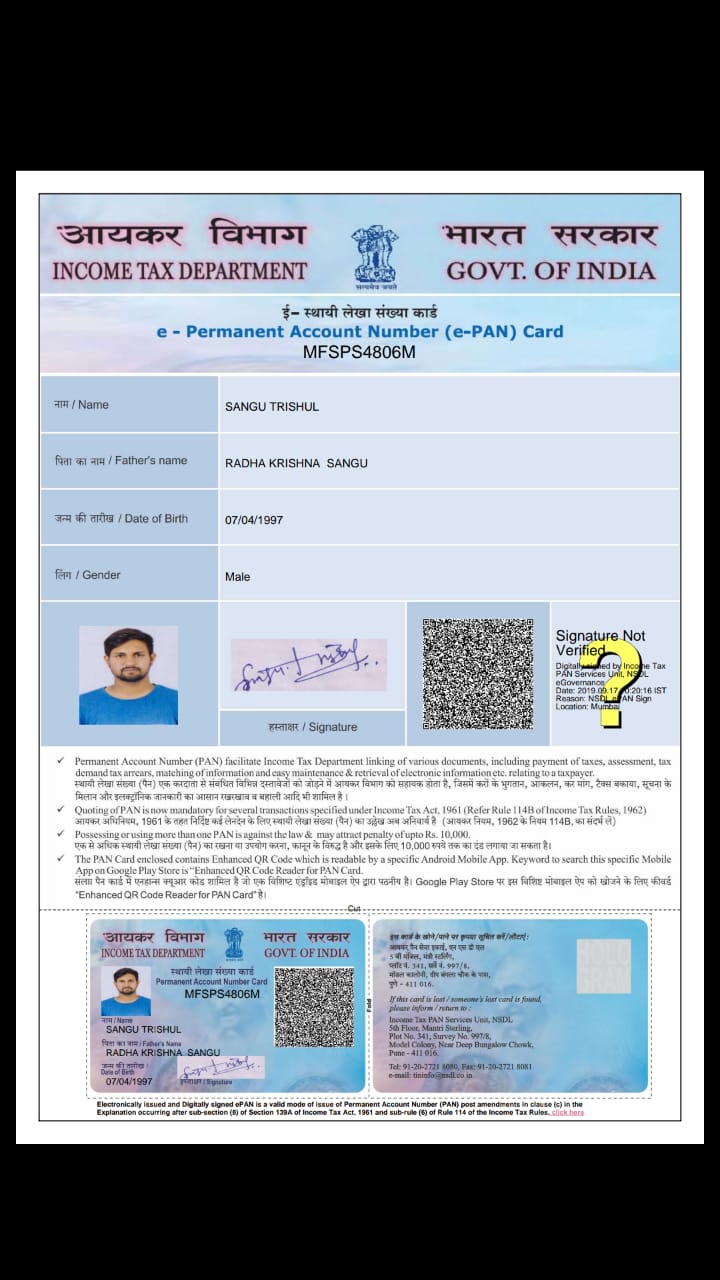 आयकर विभाग
INCOME TAX DEPARTMENT
सत्यमेव जयते
भारत सरकार
GOVT. OF INDIA
ई– स्थायी लेखा संख्या कार्ड
e - Permanent Account Number (e-PAN) Card
MFSPS4806M
नाम / Name
SANGU TRISHUL
पिता का नाम / Father's name
RADHA KRISHNA SANGU
जन्म की तारीख / Date of Birth
07/04/1997
लिंग / Gender
Male
हस्ताक्षर / Signature
Signature Not
Verified
Digitally signed by Income Tax
PAN Services Unit, NSDL
eGovernance
Date: 2019.09.17 0:20:16 IST
Reason: NSDL ePAN Sign
Location: Mumbai
✓ Permanent Account Number (PAN) facilitate Income Tax Department linking of various documents, including payment of taxes, assessment, tax
demand tax arrears, matching of information and easy maintenance & retrieval of electronic information etc. relating to a taxpayer.
स्थायी लेखा संख्या (पैन) एक करदाता से संबंधित विभिन्न दस्तावेजों को जोड़ने में आयकर विभाग को सहायक होता है, जिसमें करों के भुगतान, आकलन, कर मांग, टैक्स बकाया, सूचना के
मिलान और इलक्ट्रॉनिक जानकारी का आसान रखरखाव व बहाली आदि भी शामिल है ।
✓ Quoting of PAN is now mandatory for several transactions specified under Income Tax Act, 1961 (Refer Rule 114B of Income Tax Rules, 1962)
आयकर अधिनियम, 1961 के तहत निर्दिष्ट कई लेनदेन के लिए स्थायी लेखा संख्या (पैन) का उल्लेख अब अनिवार्य है (आयकर नियम, 1962 के नियम 114B, का संदर्भ लें)
✓ Possessing or using more than one PAN is against the law & may attract penalty of upto Rs. 10,000.
एक से अधिक स्थायी लेखा संख्या (पैन) का रखना या उपयोग करना, कानून के विरुद्ध है और इसके लिए 10,000 रुपये तक का दंड लगाया जा सकता है।
✓ The PAN Card enclosed contains Enhanced QR Code which is readable by a specific Android Mobile App. Keyword to search this specific Mobile
App on Google Play Store is “Enhanced QR Code Reader for PAN Card.
संलग्न पैन कार्ड में एनहान्स क्यूआर कोड शामिल है जो एक विशिष्ट एंड्रॉइड मोबाइल ऐप द्वारा पठनीय है। Google Play Store पर इस विशिष्ट मोबाइल ऐप को खोजने के लिए कीवर्ड
“Enhanced QR Code Reader for PAN Card” है।
Cut
आयकर विभाग
INCOME TAX DEPARTMENT
भारत सरकार
GOVT. OF INDIA
स्थायी लेखा संख्या कार्ड
Permanent Account Number Card
MFSPS4806M
नाम / Name
SANGU TRISHUL
पिता का नाम / Father's Name
RADHA KRISHNA SANGU
जन्म की तारीख
Date of Birth
07/04/1997
हस्ताक्षर / Signature
Fold
इस कार्ड के खोने/पाने पर कृपया सूचित करें/लौटाएं :
आयकर पैन सेवा इकाई, एन एस डी एल
5 वीं मंजिल, मंत्री स्टर्लिंग,
प्लॉट नं. 341, सर्वे नं. 997/8,
मॉडल कालोनी, दीप बंगला चौक के पास,
पुणे - 411 016.
If this card is lost / someone's lost card is found,
please inform / return to :
Income Tax PAN Services Unit, NSDL
5th Floor, Mantri Sterling,
Plot No. 341, Survey No. 997/8,
Model Colony, Near Deep Bungalow Chowk,
Pune - 411 016.
Tel: 91-20-2721 8080, Fax: 91-20-2721 8081
e-mail: tininfo@nsdl.co.in
Electronically issued and Digitally signed ePAN is a valid mode of issue of Permanent Account Number (PAN) post amendments in clause (c) in the
Explanation occurring after sub-section (8) of Section 139A of Income Tax Act, 1961 and sub-rule (6) of Rule 114 of the Income Tax Rules. click here